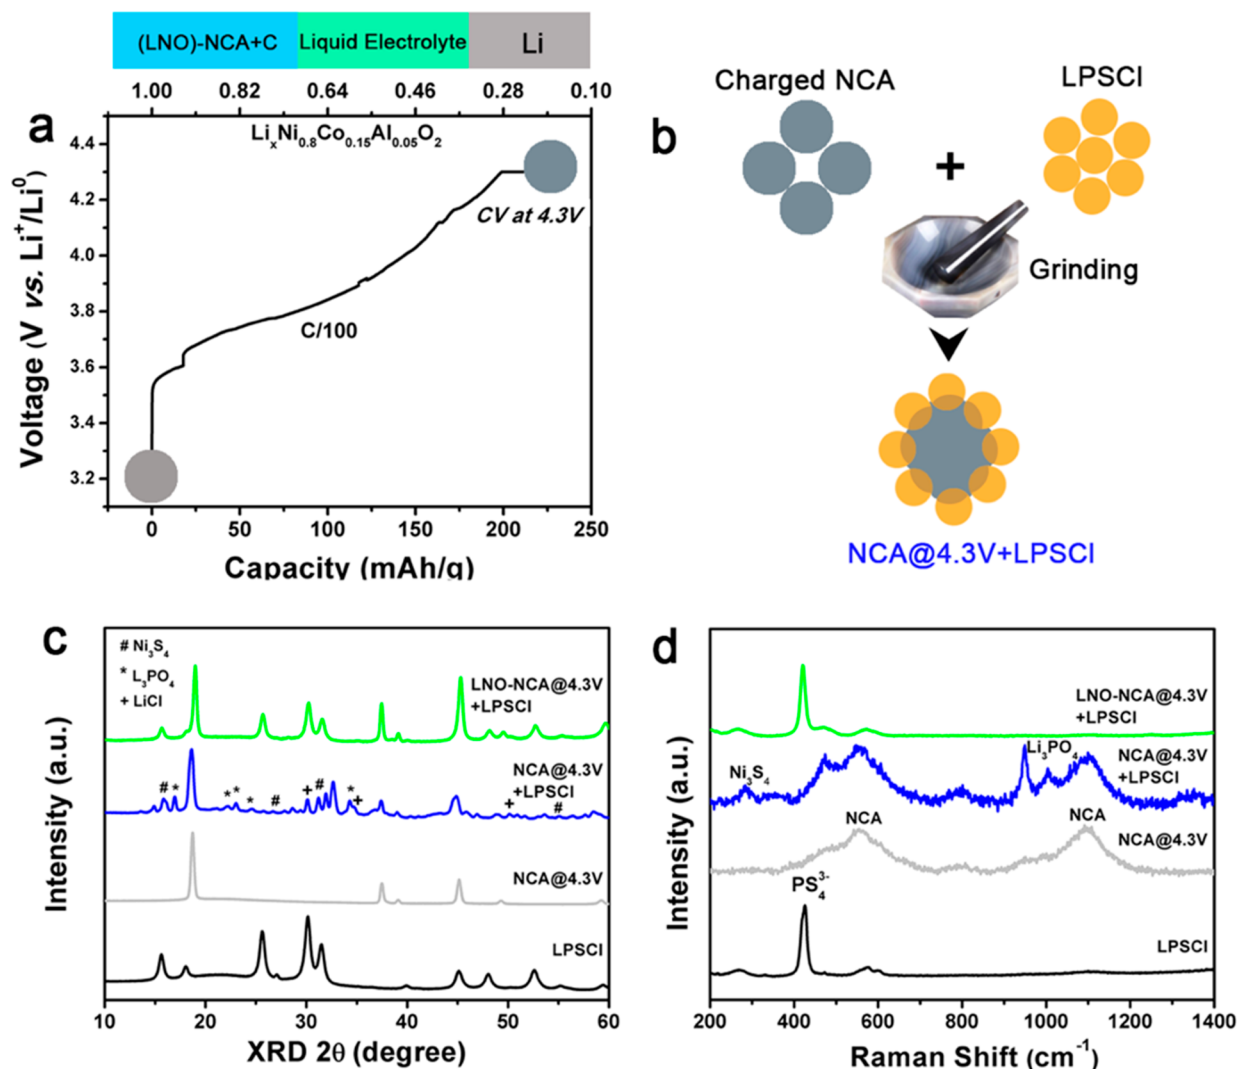 (LNO)-NCA+C Liquid Electrolyte Li
1.00 0.82 0.64 0.46 0.28 0.10
a
LiₓNi₀.₈Co₀.₁₅Al₀.₀₅O₂
4.4
4.2
4.0
3.8
3.6
3.4
3.2
Voltage (V vs. Li⁺/Li⁰)
CV at 4.3V
C/100
0 50 100 150 200 250
Capacity (mAh/g)
b
Charged NCA
LPSCl
+
Grinding
NCA@4.3V+LPSCl
c
# Ni₃S₄
* L₃PO₄
+ LiCl
LNO-NCA@4.3V
+LPSCl
NCA@4.3V
+LPSCl
# * * * * # + # * + + #
NCA@4.3V
LPSCl
Intensity (a.u.)
10 20 30 40 50 60
XRD 2θ (degree)
d
LNO-NCA@4.3V
+LPSCl
Ni₃S₄
Li₃PO₄
NCA@4.3V
+LPSCl
NCA
NCA
NCA@4.3V
PS₄³⁻
LPSCl
Intensity (a.u.)
200 400 600 800 1000 1200 1400
Raman Shift (cm⁻¹)